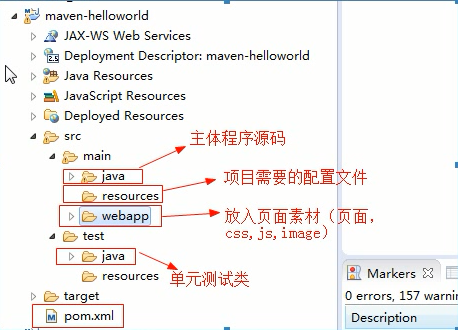 maven-helloworld
JAX-WS Web Services
Deployment Descriptor: maven-helloworld
Java Resources
JavaScript Resources
Deployed Resources
src
主体程序源码
main
java
项目需要的配置文件
resources
webapp
放入页面素材（页面，
css,js,image）
test
java
单元测试类
resources
target
pom.xml
Markers
0 errors, 157 warnin
Description